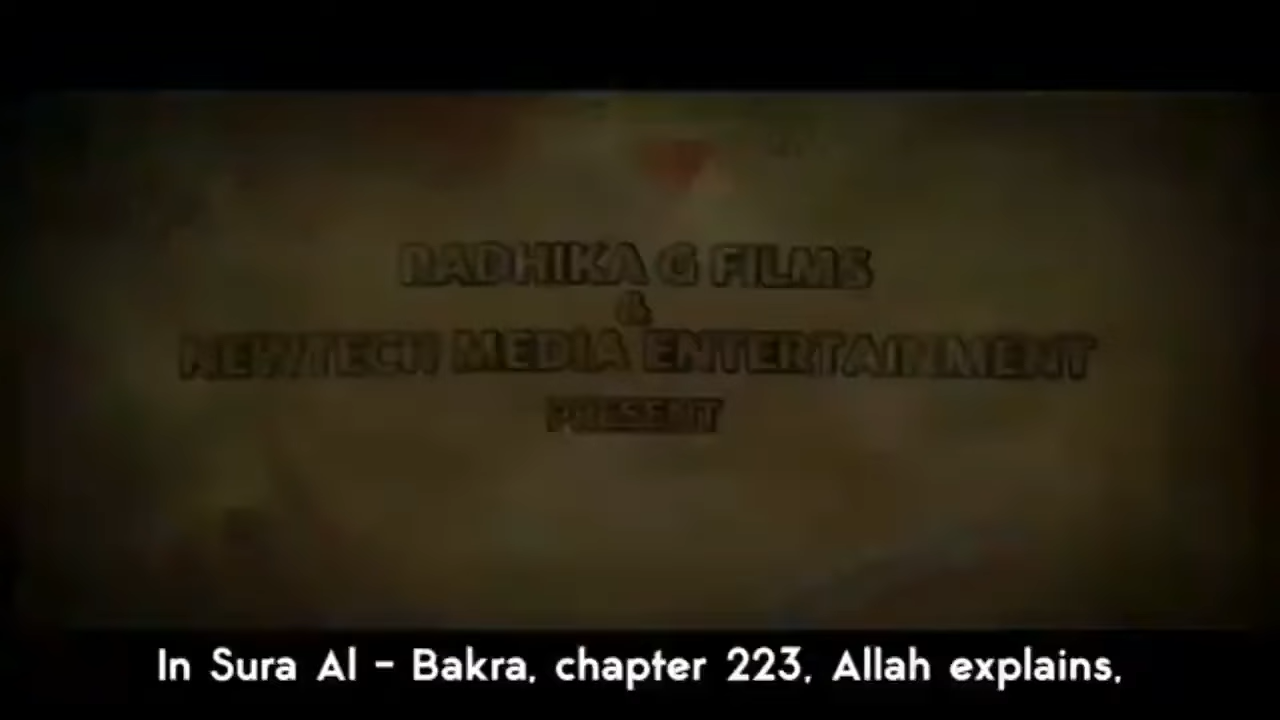 RADHIKA G FILMS
&
NEWTECH MEDIA ENTERTAINMENT
PRESENT
In Sura Al - Bakra, chapter 223, Allah explains,